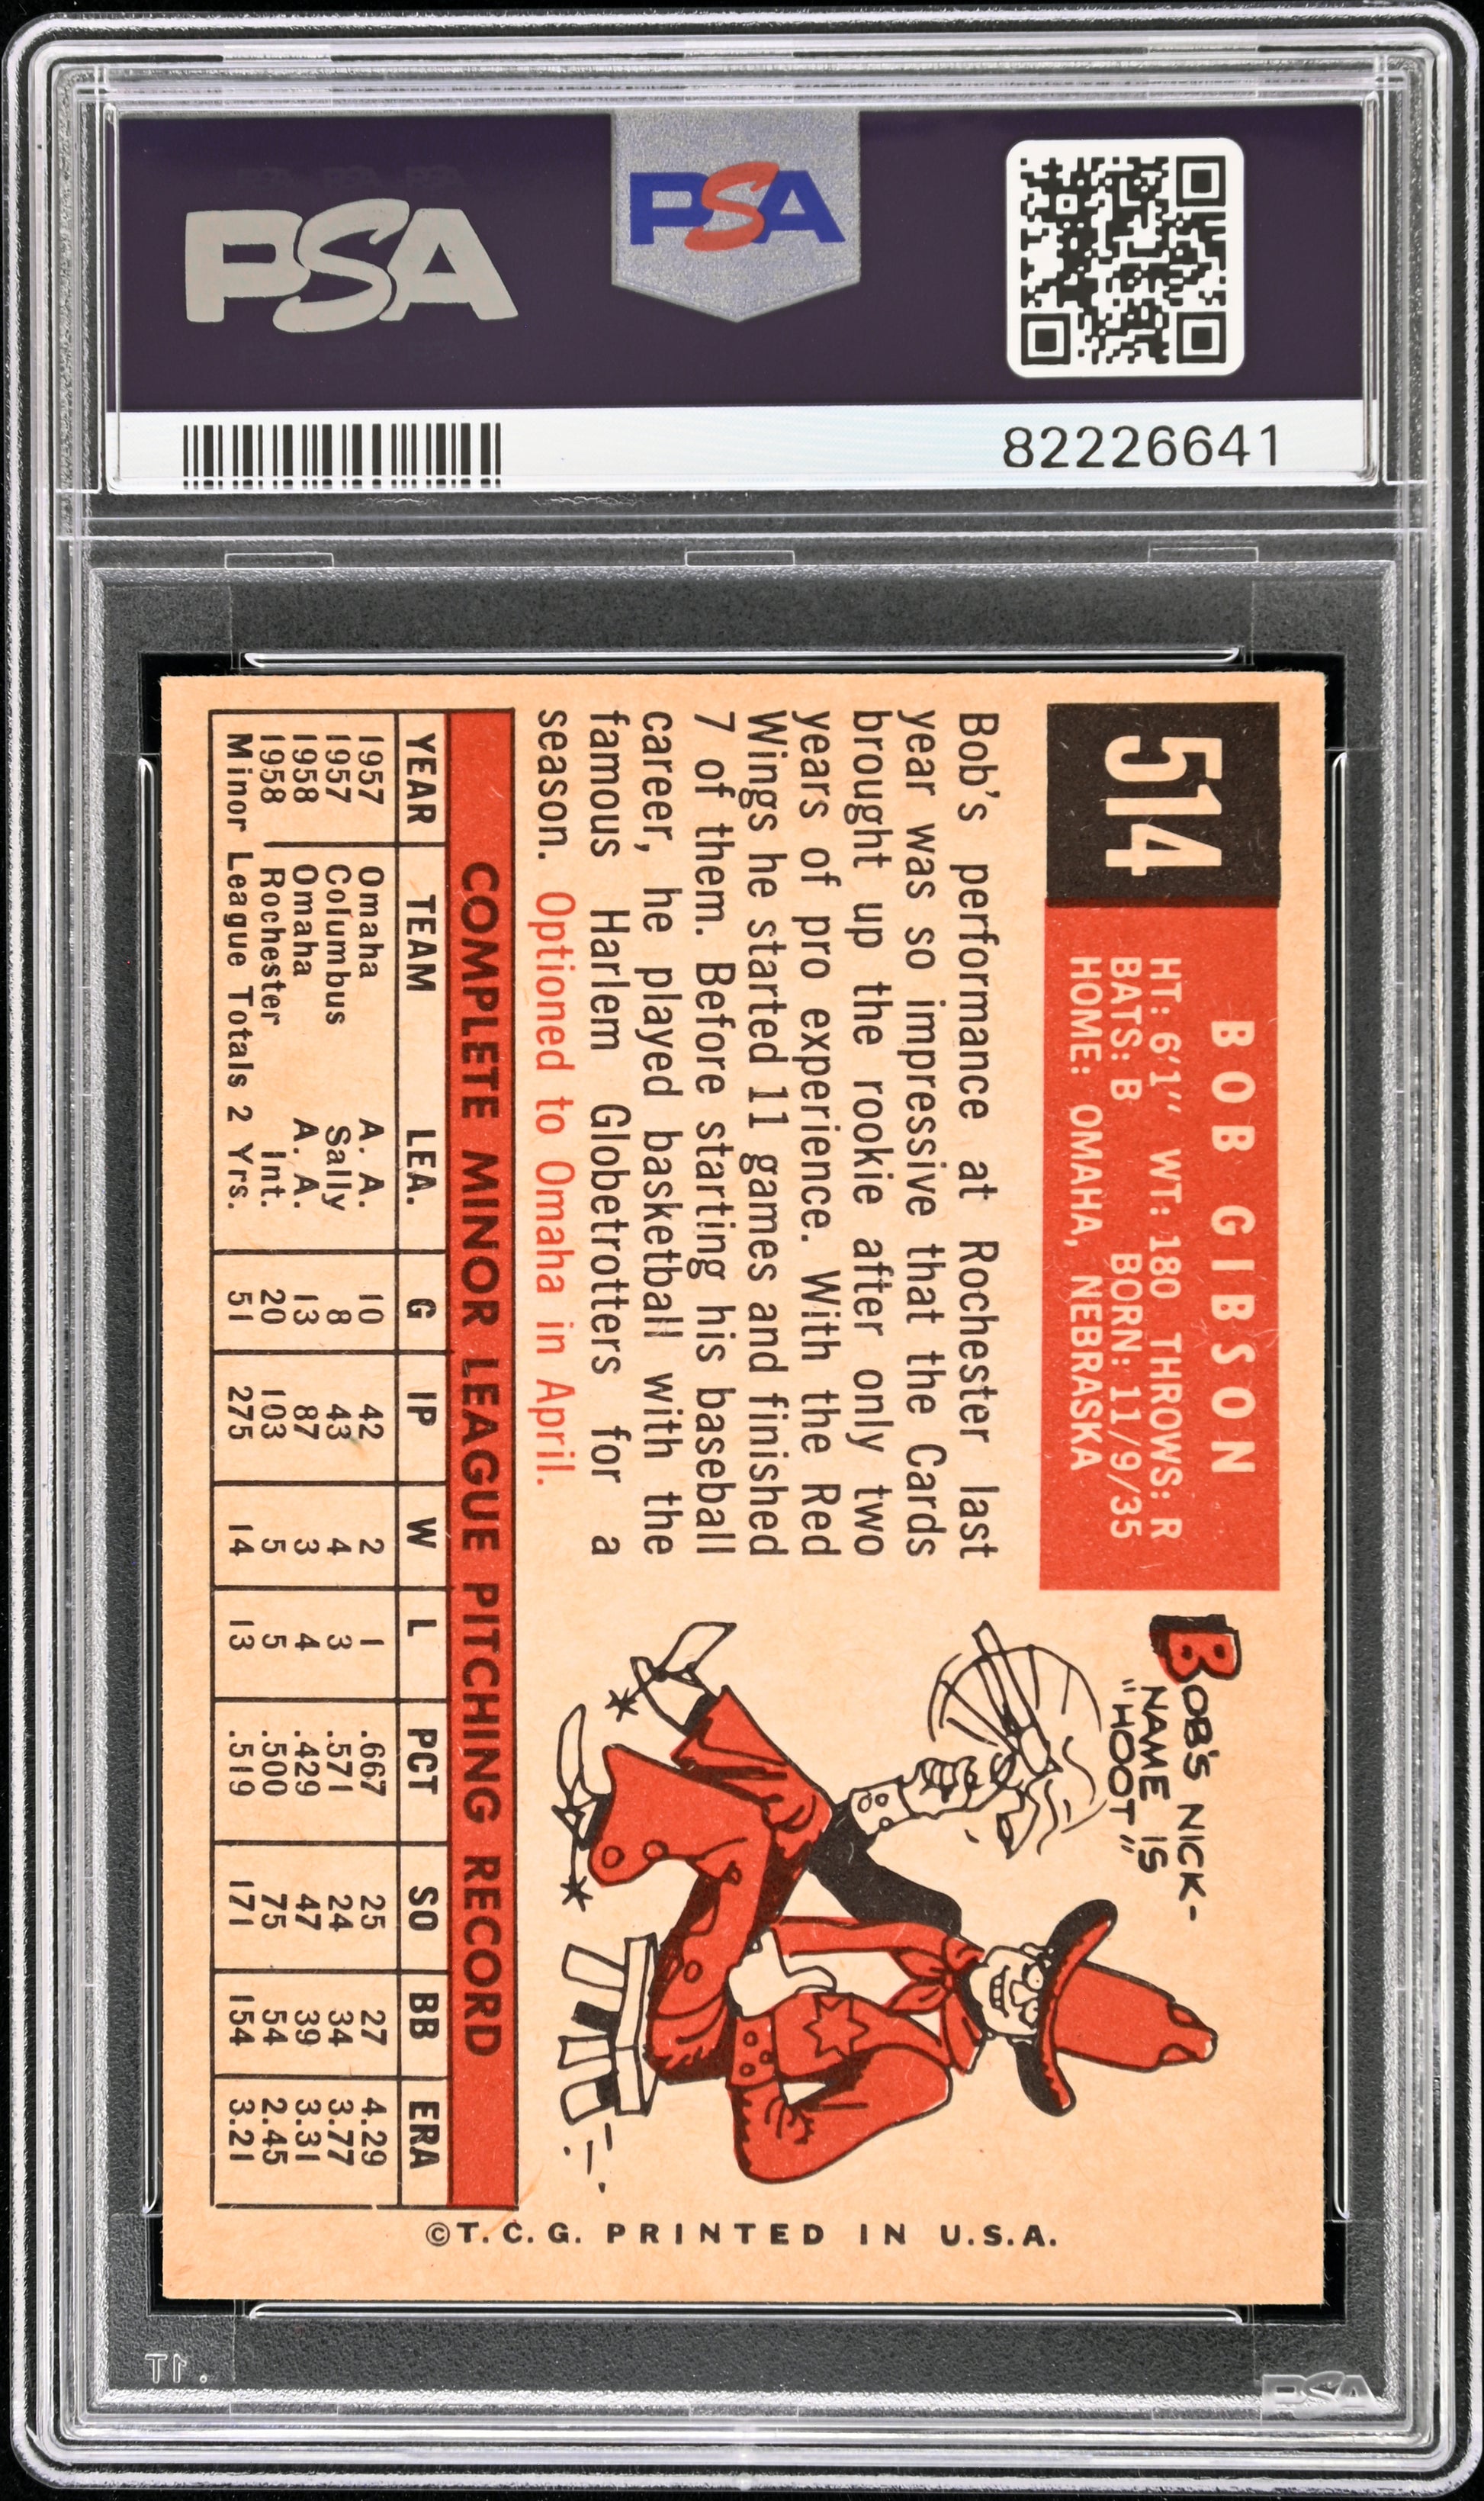 PSA
PSA
82226641
514
BOB GIBSON
HT: 6'1" WT: 180 THROWS: R
BATS: B BORN: 11/9/35
HOME: OMAHA, NEBRASKA
Bob's performance at Rochester last
year was so impressive that the Cards
brought up the rookie after only two
years of pro experience. With the Red
Wings he started 11 games and finished
7 of them. Before starting his baseball
career, he played basketball with the
famous Harlem Globetrotters for a
season. Optioned to Omaha in April.
BOB'S NICK-
NAME IS
"HOOT"
COMPLETE MINOR LEAGUE PITCHING RECORD
YEAR TEAM LEA. G IP W L PCT SO BB ERA
1957 Omaha A. A. 10 42 2 1 .667 25 27 4.29
1957 Columbus Sally 8 43 4 3 .571 24 34 3.77
1958 Omaha A. A. 13 87 3 4 .429 47 39 3.31
1958 Rochester Int. 20 103 5 5 .500 75 54 2.45
Minor League Totals 2 Yrs. 51 275 14 13 .519 171 154 3.21
©T.C.G. PRINTED IN U.S.A.
PSA